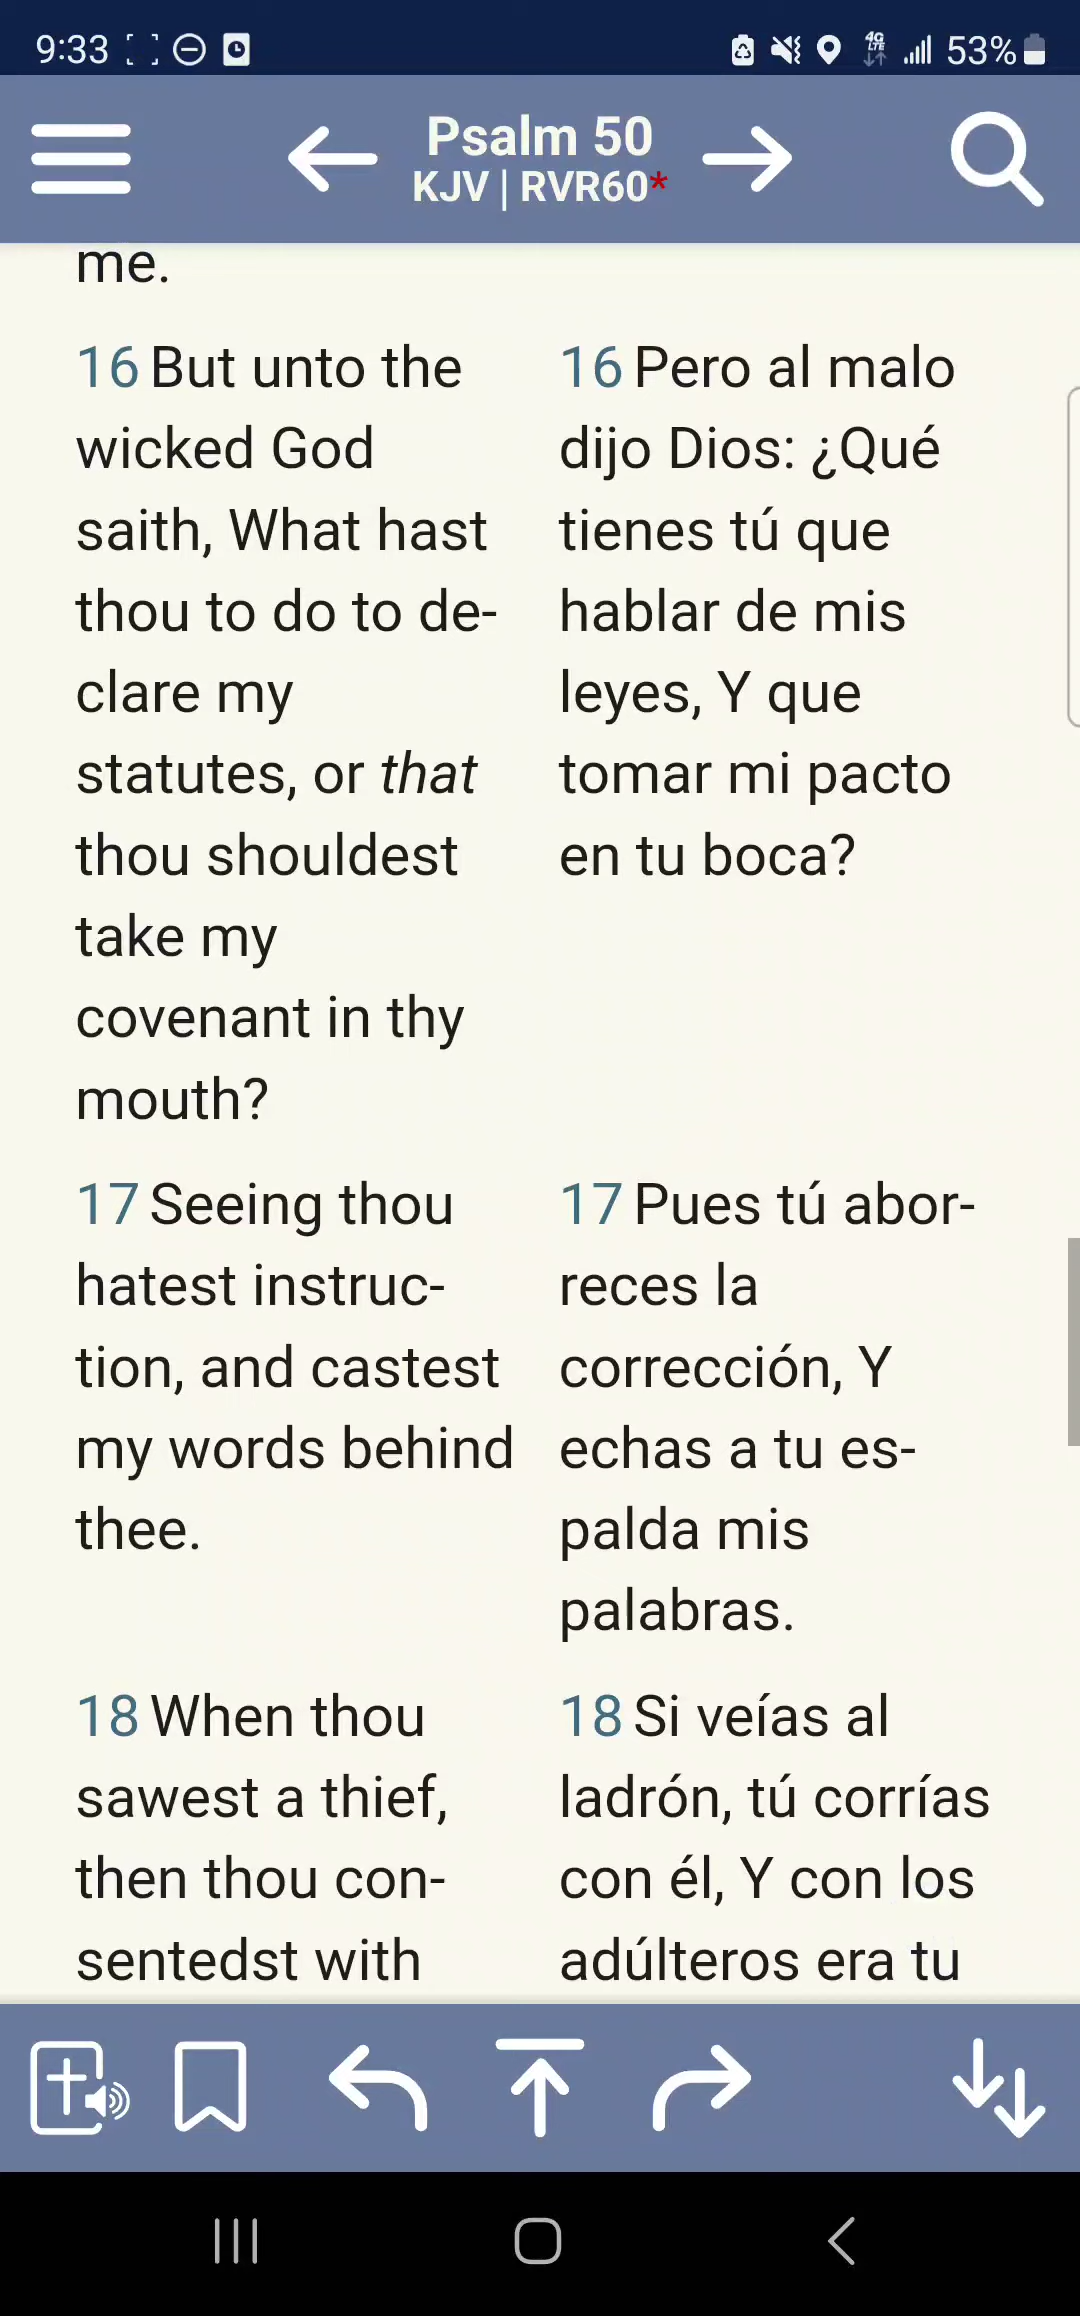 9:33
4G
LTE
53%
Psalm 50
KJV | RVR60*
me.
16 But unto the
wicked God
saith, What hast
thou to do to de-
clare my
statutes, or that
thou shouldest
take my
covenant in thy
mouth?
16 Pero al malo
dijo Dios: ¿Qué
tienes tú que
hablar de mis
leyes, Y que
tomar mi pacto
en tu boca?
17 Seeing thou
hatest instruc-
tion, and castest
my words behind
thee.
17 Pues tú abor-
reces la
corrección, Y
echas a tu es-
palda mis
palabras.
18 When thou
sawest a thief,
then thou con-
sentedst with
18 Si veías al
ladrón, tú corrías
con él, Y con los
adúlteros era tu